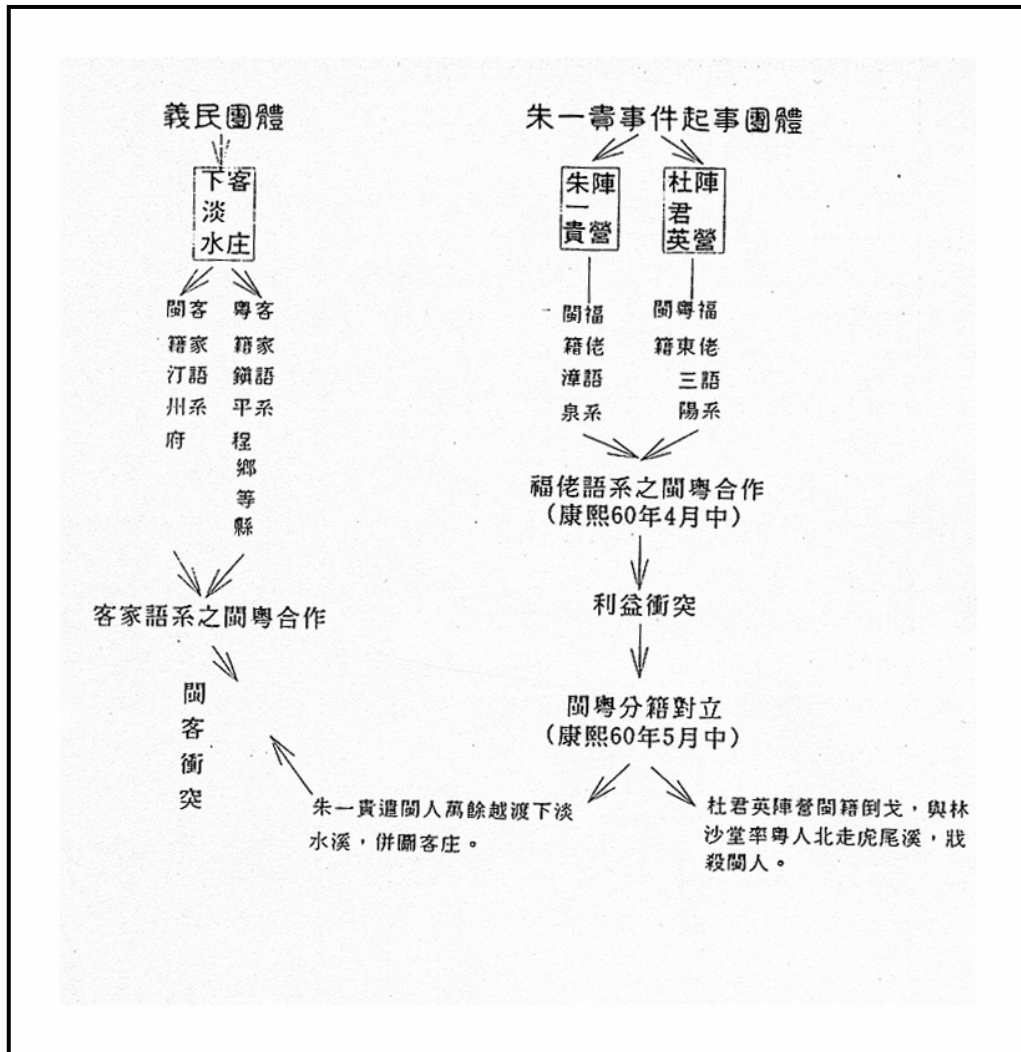 義民團體
下淡水
客庄
閩籍汀州府
客家語系
粵籍鎮平程鄉等縣
客家語系
客家語系之閩粵合作
閩客衝突
朱一貴事件起事團體
朱一貴
陣營
杜君英
陣營
閩籍漳泉
福佬語系
閩籍
粵東三陽
福佬語系
福佬語系之閩粵合作
(康熙60年4月中)
利益衝突
閩粵分籍對立
(康熙60年5月中)
朱一貴遣閩人萬餘越渡下淡
水溪,併圖客庄。
杜君英陣營閩籍倒戈,與林
沙堂率粵人北走虎尾溪,戕
殺閩人。